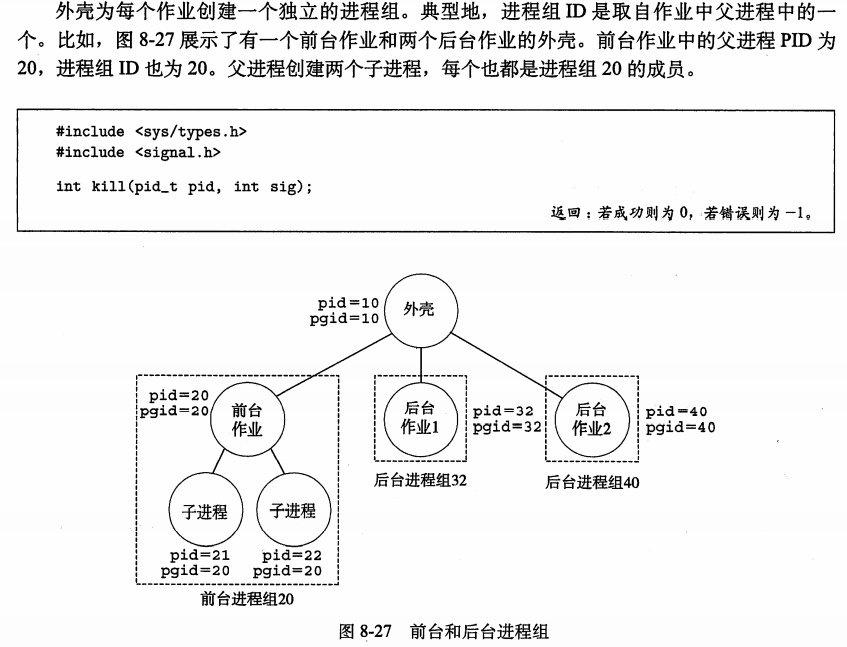 外壳为每个作业创建一个独立的进程组。典型地，进程组 ID 是取自作业中父进程中的一
个。比如，图 8-27 展示了有一个前台作业和两个后台作业的外壳。前台作业中的父进程 PID 为
20，进程组 ID 也为 20。父进程创建两个子进程，每个也都是进程组 20 的成员。
#include <sys/types.h>
#include <signal.h>
int kill(pid_t pid, int sig);
返回：若成功则为 0，若错误则为 -1。
pid=10
pgid=10
外壳
pid=20
pgid=20
前台
作业
后台
作业1
pid=32
pgid=32
后台
作业2
pid=40
pgid=40
后台进程组32
后台进程组40
子进程
子进程
pid=21
pgid=20
pid=22
pgid=20
前台进程组20
图 8-27 前台和后台进程组